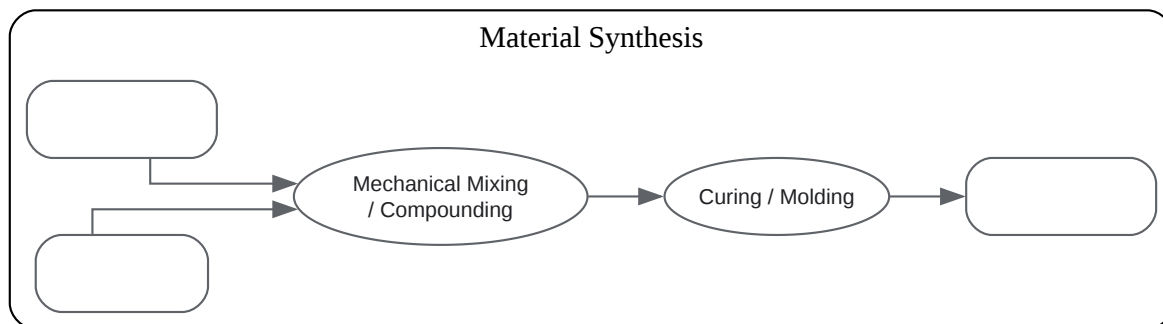 Material Synthesis
Mechanical Mixing
/ Compounding
Curing / Molding